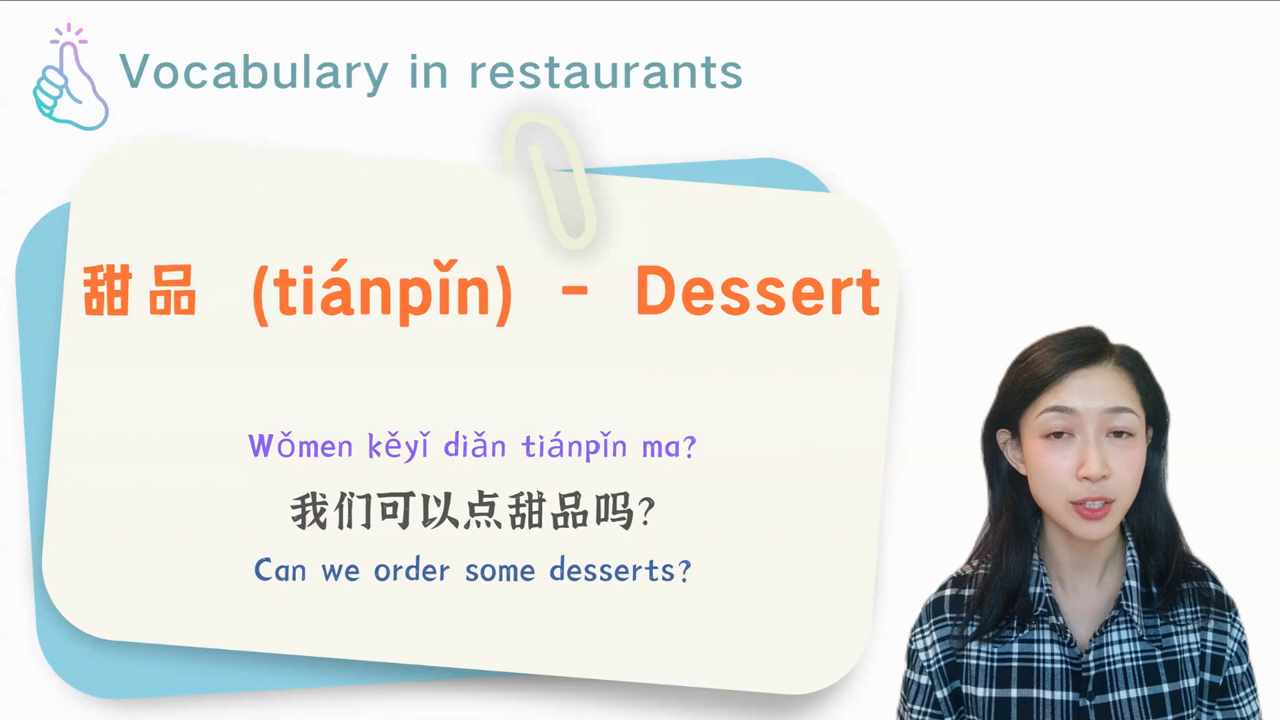 Vocabulary in restaurants
甜品 (tiánpǐn) - Dessert
Wǒmen kěyǐ diǎn tiánpǐn ma?
我们可以点甜品吗?
Can we order some desserts?